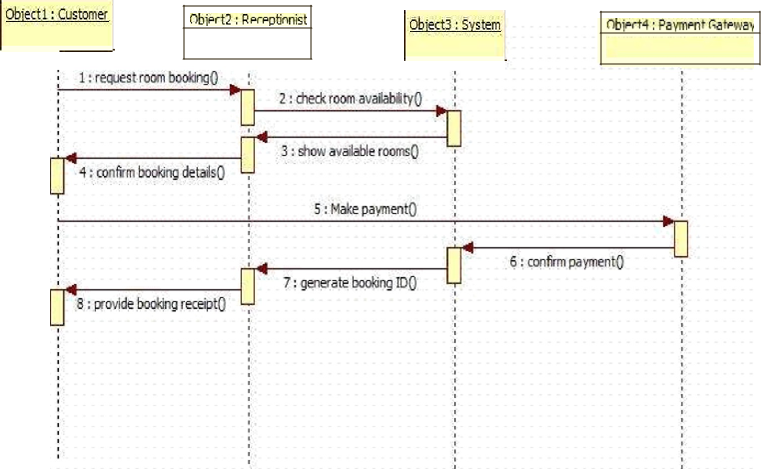 Object1 : Customer
Object2 : Receptionist
Object3 : System
Object4 : Payment Gateway
1 : request room booking()
2 : check room availability()
3 : show available rooms()
4 : confirm booking details()
5 : Make payment()
6 : confirm payment()
7 : generate booking ID()
8 : provide booking receipt()